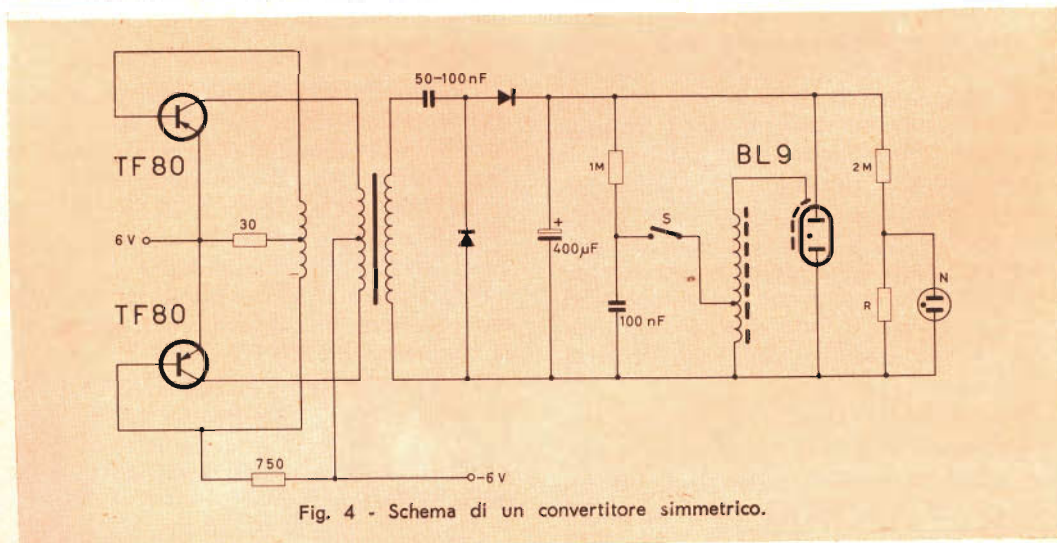 50-100nF
TF80
1M
BL9
2M
30
S
6V
+
400µF
R
N
100 nF
TF80
750
-6 V
Fig. 4 - Schema di un convertitore simmetrico.